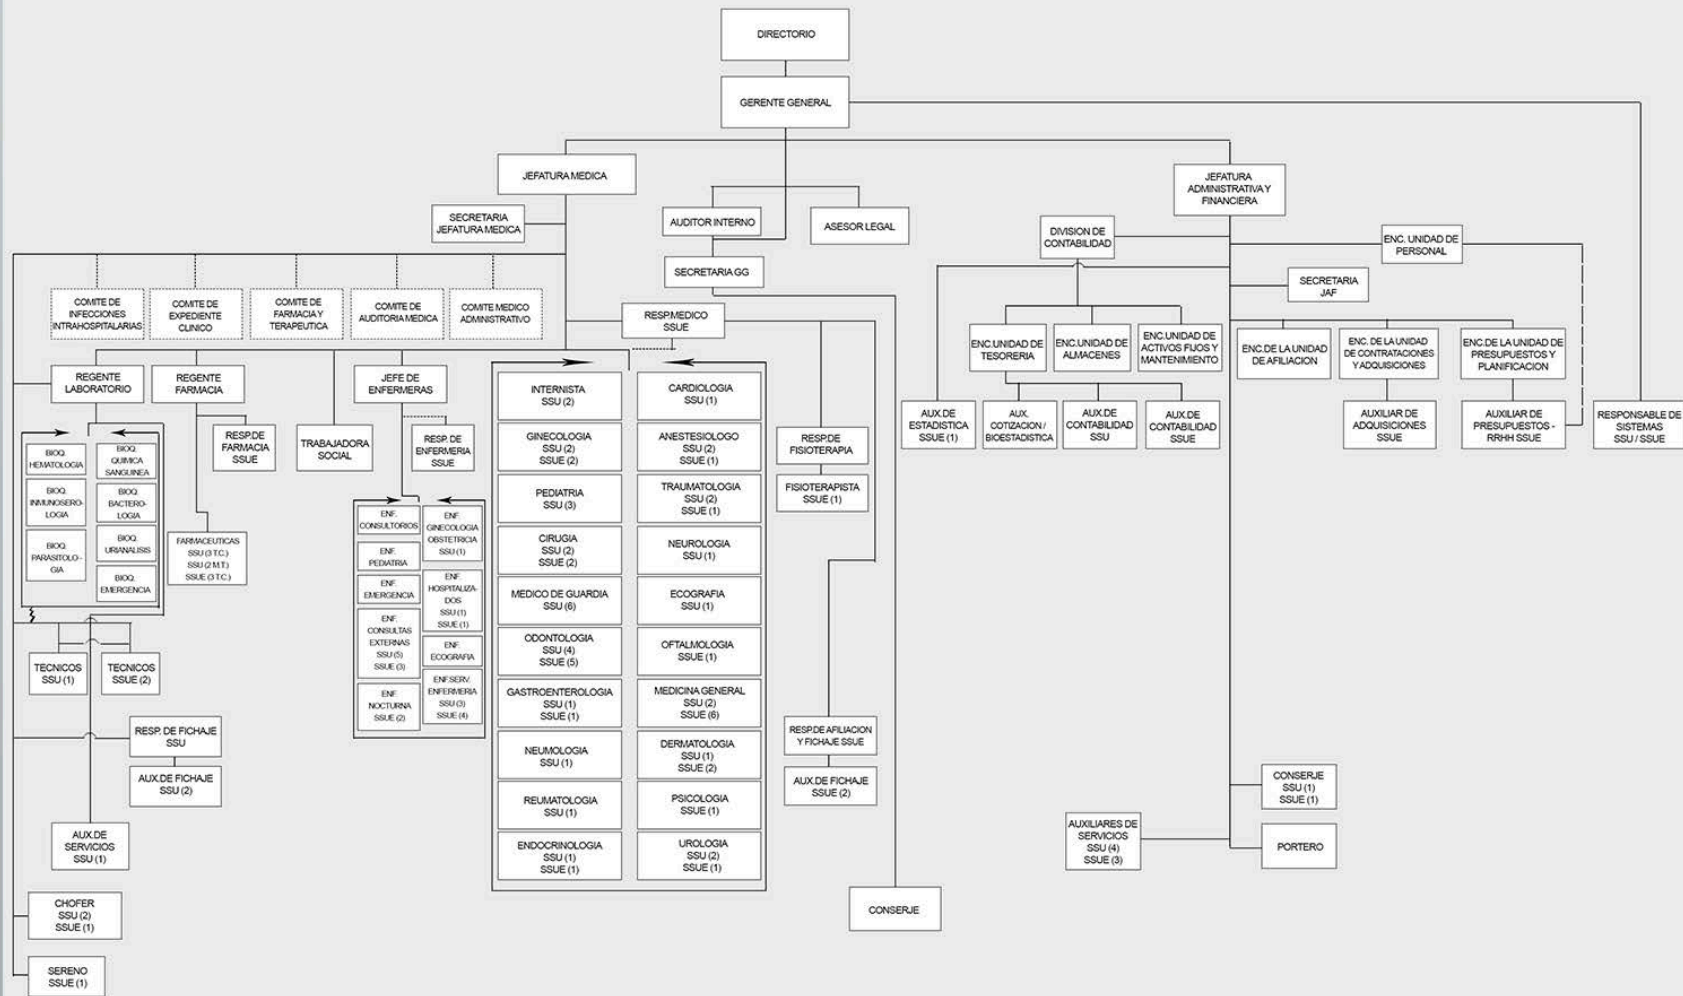 DIRECTORIO
GERENTE GENERAL
JEFATURA MEDICA
JEFATURA
ADMINISTRATIVA Y
FINANCIERA
SECRETARIA
JEFATURA MEDICA
AUDITOR INTERNO
ASESOR LEGAL
DIVISION DE
CONTABILIDAD
ENC. UNIDAD DE
PERSONAL
SECRETARIA GG
SECRETARIA
JAF
COMITE DE
INFECCIONES
INTRAHOSPITALARIAS
COMITE DE
EXPEDIENTE
CLINICO
COMITE DE
FARMACIA Y
TERAPEUTICA
COMITE DE
AUDITORIA MEDICA
COMITE MEDICO
ADMINISTRATIVO
RESP.MEDICO
SSUE
ENC.UNIDAD DE
TESORERIA
ENC.UNIDAD DE
ALMACENES
ENC.UNIDAD DE
ACTIVOS FIJOS Y
MANTENIMIENTO
ENC.DE LA UNIDAD
DE AFILIACION
ENC. DE LA UNIDAD
DE CONTRATACIONES
Y ADQUISICIONES
ENC.DE LA UNIDAD DE
PRESUPUESTOS Y
PLANIFICACION
REGENTE
LABORATORIO
REGENTE
FARMACIA
JEFE DE
ENFERMERAS
RESP.DE
FARMACIA
SSUE
TRABAJADORA
SOCIAL
RESP. DE
ENFERMERIA
SSUE
AUX.DE
ESTADISTICA
SSUE (1)
AUX.
COTIZACION /
BIOESTADISTICA
AUX.DE
CONTABILIDAD
SSU
AUX.DE
CONTABILIDAD
SSUE
AUXILIAR DE
ADQUISICIONES
SSUE
AUXILIAR DE
PRESUPUESTOS -
RRHH SSUE
RESPONSABLE DE
SISTEMAS
SSU / SSUE
BIOQ.
HEMATOLOGIA
BIOQ.
INMUNOSERO-
LOGIA
BIOQ.
PARASITOLO-
GIA
BIOQ.
QUIMICA
SANGUINEA
BIOQ.
BACTERO-
LOGIA
BIOQ.
URIANALISIS
BIOQ.
EMERGENCIA
FARMACEUTICAS
SSU (3 T.C.)
SSU (2 M.T.)
SSUE (3 T.C.)
ENF.
CONSULTORIOS
ENF.
PEDIATRIA
ENF.
EMERGENCIA
ENF.
CONSULTAS
EXTERNAS
SSU (5)
SSUE (3)
ENF.
NOCTURNA
SSUE (2)
ENF.
GINECOLOGIA
OBSTETRICIA
SSU (1)
ENF.
HOSPITALIZA-
DOS
SSU (1)
SSUE (1)
ENF.
ECOGRAFIA
ENF.SERV.
ENFERMERIA
SSU (3)
SSUE (4)
INTERNISTA
SSU (2)
GINECOLOGIA
SSU (2)
SSUE (2)
PEDIATRIA
SSU (3)
CIRUGIA
SSU (2)
SSUE (2)
MEDICO DE GUARDIA
SSU (6)
ODONTOLOGIA
SSU (4)
SSUE (5)
GASTROENTEROLOGIA
SSU (1)
SSUE (1)
NEUMOLOGIA
SSU (1)
REUMATOLOGIA
SSU (1)
ENDOCRINOLOGIA
SSU (1)
SSUE (1)
CARDIOLOGIA
SSU (1)
ANESTESIOLOGO
SSU (2)
SSUE (1)
TRAUMATOLOGIA
SSU (2)
SSUE (1)
NEUROLOGIA
SSU (1)
ECOGRAFIA
SSU (1)
OFTALMOLOGIA
SSUE (1)
MEDICINA GENERAL
SSU (2)
SSUE (6)
DERMATOLOGIA
SSU (1)
SSUE (2)
PSICOLOGIA
SSUE (1)
UROLOGIA
SSU (2)
SSUE (1)
RESP.DE
FISIOTERAPIA
FISIOTERAPISTA
SSUE (1)
RESP.DE AFILIACION
Y FICHAJE SSUE
AUX.DE FICHAJE
SSUE (2)
TECNICOS
SSU (1)
TECNICOS
SSUE (2)
RESP. DE FICHAJE
SSU
AUX.DE FICHAJE
SSU (2)
AUX.DE
SERVICIOS
SSU (1)
CHOFER
SSU (2)
SSUE (1)
SERENO
SSUE (1)
CONSERJE
CONSERJE
SSU (1)
SSUE (1)
AUXILIARES DE
SERVICIOS
SSU (4)
SSUE (3)
PORTERO